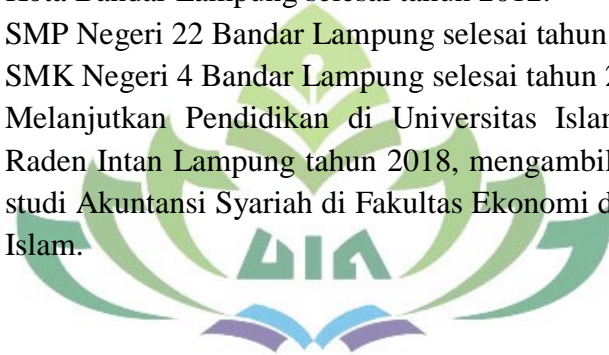 Kota Bandar Lampung selesai tahun 2012.
SMP Negeri 22 Bandar Lampung selesai tahun
SMK Negeri 4 Bandar Lampung selesai tahun 2
Melanjutkan Pendidikan di Universitas Islam
Raden Intan Lampung tahun 2018, mengambil
studi Akuntansi Syariah di Fakultas Ekonomi d
Islam.
UIN